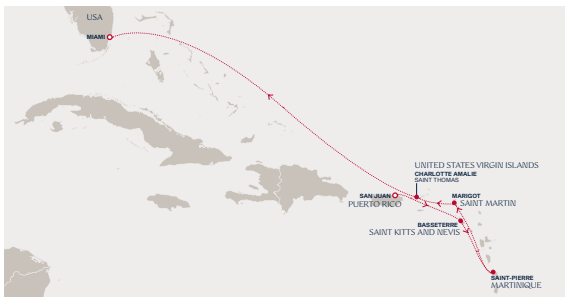 USA
MIAMI
UNITED STATES VIRGIN ISLANDS
CHARLOTTE AMALIE
SAINT THOMAS
SAN JUAN
PUERTO RICO
MARIGOT
SAINT MARTIN
BASSETERRE
SAINT KITTS AND NEVIS
SAINT-PIERRE
MARTINIQUE